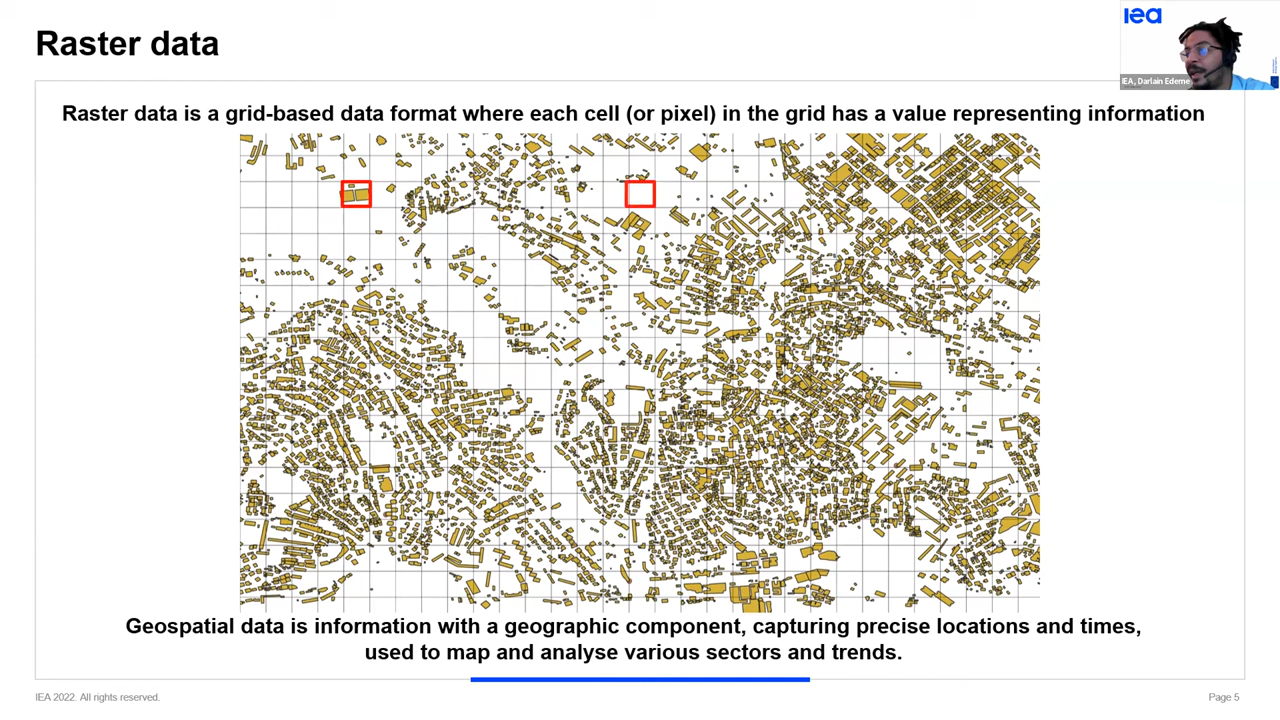 Raster data
iea
IEA, Darlain Edeme
Raster data is a grid-based data format where each cell (or pixel) in the grid has a value representing information
Geospatial data is information with a geographic component, capturing precise locations and times,
used to map and analyse various sectors and trends.
IEA 2022. All rights reserved.
Page 5